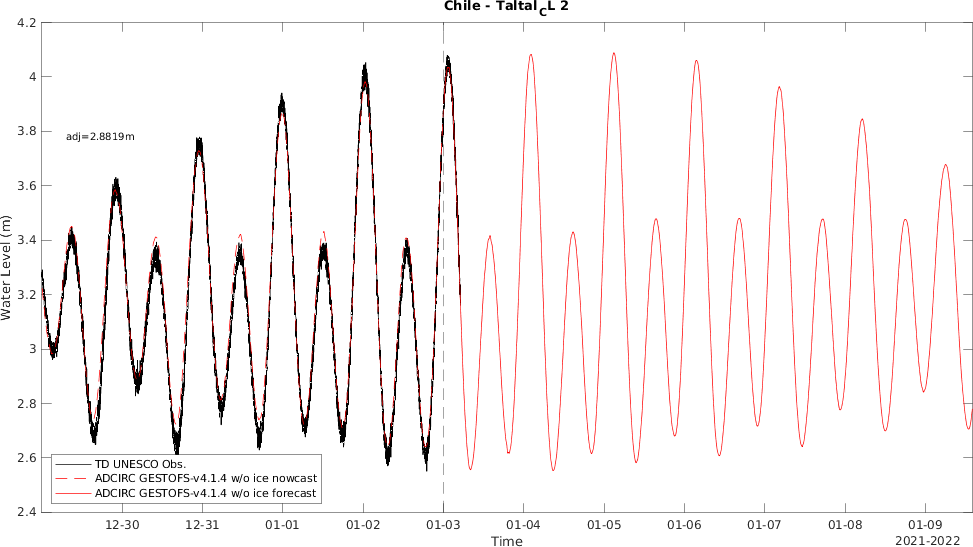 Chile - Taltal_CL 2
4.2
4
3.8
3.6
3.4
3.2
3
2.8
2.6
2.4
Water Level (m)
adj=2.8819m
TD UNESCO Obs.
ADCIRC GESTOFS-v4.1.4 w/o ice nowcast
ADCIRC GESTOFS-v4.1.4 w/o ice forecast
12-30 12-31 01-01 01-02 01-03 01-04 01-05 01-06 01-07 01-08 01-09
Time
2021-2022